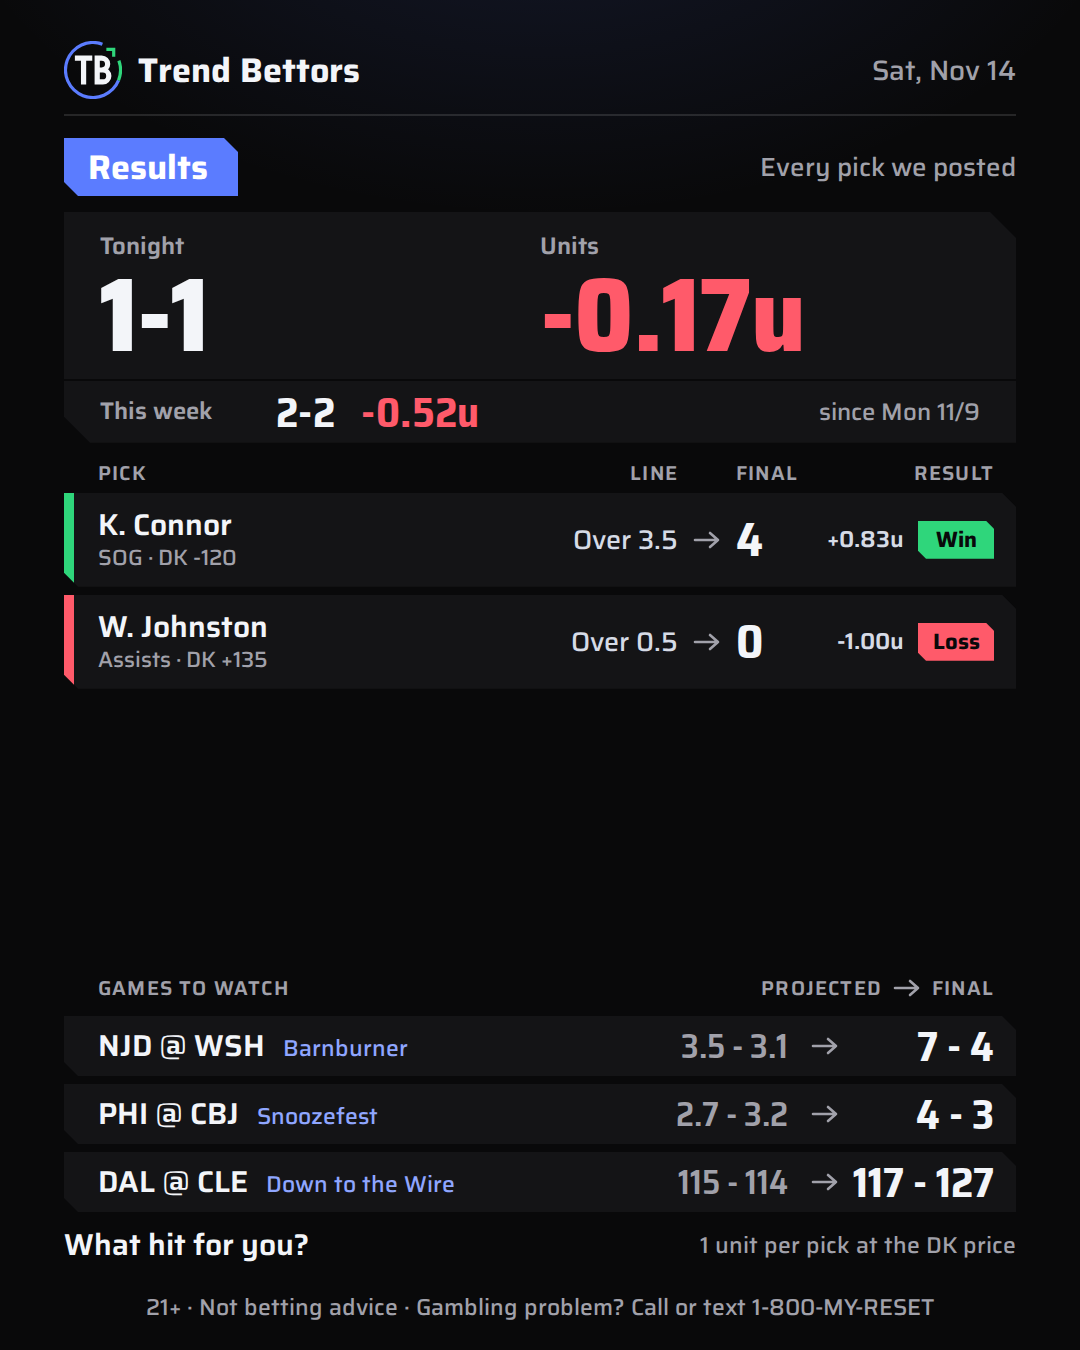 TB Trend Bettors Sat, Nov 14
Results Every pick we posted
Tonight Units
1-1 -0.17u
This week 2-2 -0.52u since Mon 11/9
PICK LINE FINAL RESULT
K. Connor
SOG · DK -120
Over 3.5 → 4 +0.83u Win
W. Johnston
Assists · DK +135
Over 0.5 → 0 -1.00u Loss
GAMES TO WATCH PROJECTED → FINAL
NJD @ WSH Barnburner 3.5 - 3.1 → 7 - 4
PHI @ CBJ Snoozefest 2.7 - 3.2 → 4 - 3
DAL @ CLE Down to the Wire 115 - 114 → 117 - 127
What hit for you? 1 unit per pick at the DK price
21+ · Not betting advice · Gambling problem? Call or text 1-800-MY-RESET